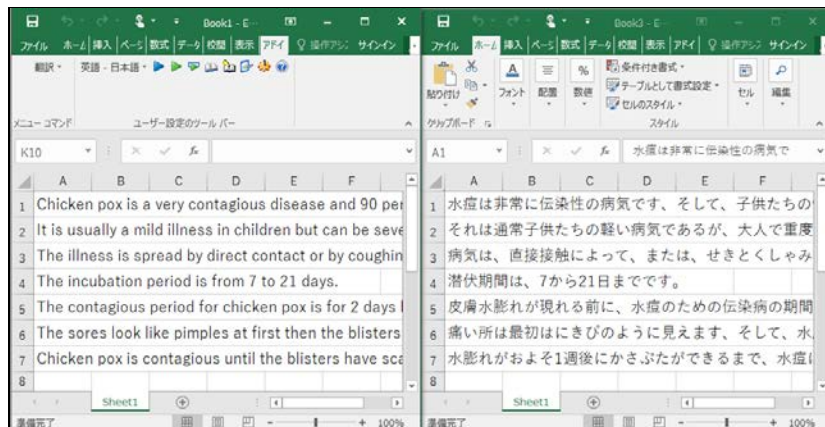 Book1 - E…
ファイル ホーム 挿入 ページ 数式 データ 校閲 表示 アドイ 操作アシ サインイン
翻訳 英語 - 日本語
メニュー コマンド ユーザー設定のツール バー
K10 fx
A B C D E F
1 Chicken pox is a very contagious disease and 90 per
2 It is usually a mild illness in children but can be seve
3 The illness is spread by direct contact or by coughin
4 The incubation period is from 7 to 21 days.
5 The contagious period for chicken pox is for 2 days
6 The sores look like pimples at first then the blisters
7 Chicken pox is contagious until the blisters have sca
8
Sheet1
準備完了 100%
Book3 - E…
ファイル ホーム 挿入 ページ 数式 データ 校閲 表示 アドイ 操作アシ サインイン
貼り付け フォント 配置 数値 条件付き書式 テーブルとして書式設定 セルのスタイル セル 編集
クリップボード スタイル
A1 fx 水痘は非常に伝染性の病気で
A B C D E F
1 水痘は非常に伝染性の病気です、そして、子供たちの
2 それは通常子供たちの軽い病気であるが、大人で重度
3 病気は、直接接触によって、または、せきとくしゃみ
4 潜伏期間は、7から21日までです。
5 皮膚水膨れが現れる前に、水痘のための伝染病の期間
6 痛い所は最初はにきびのように見えます、そして、水
7 水膨れがおよそ1週後にかさぶたができるまで、水痘は
8
Sheet1
準備完了 100%